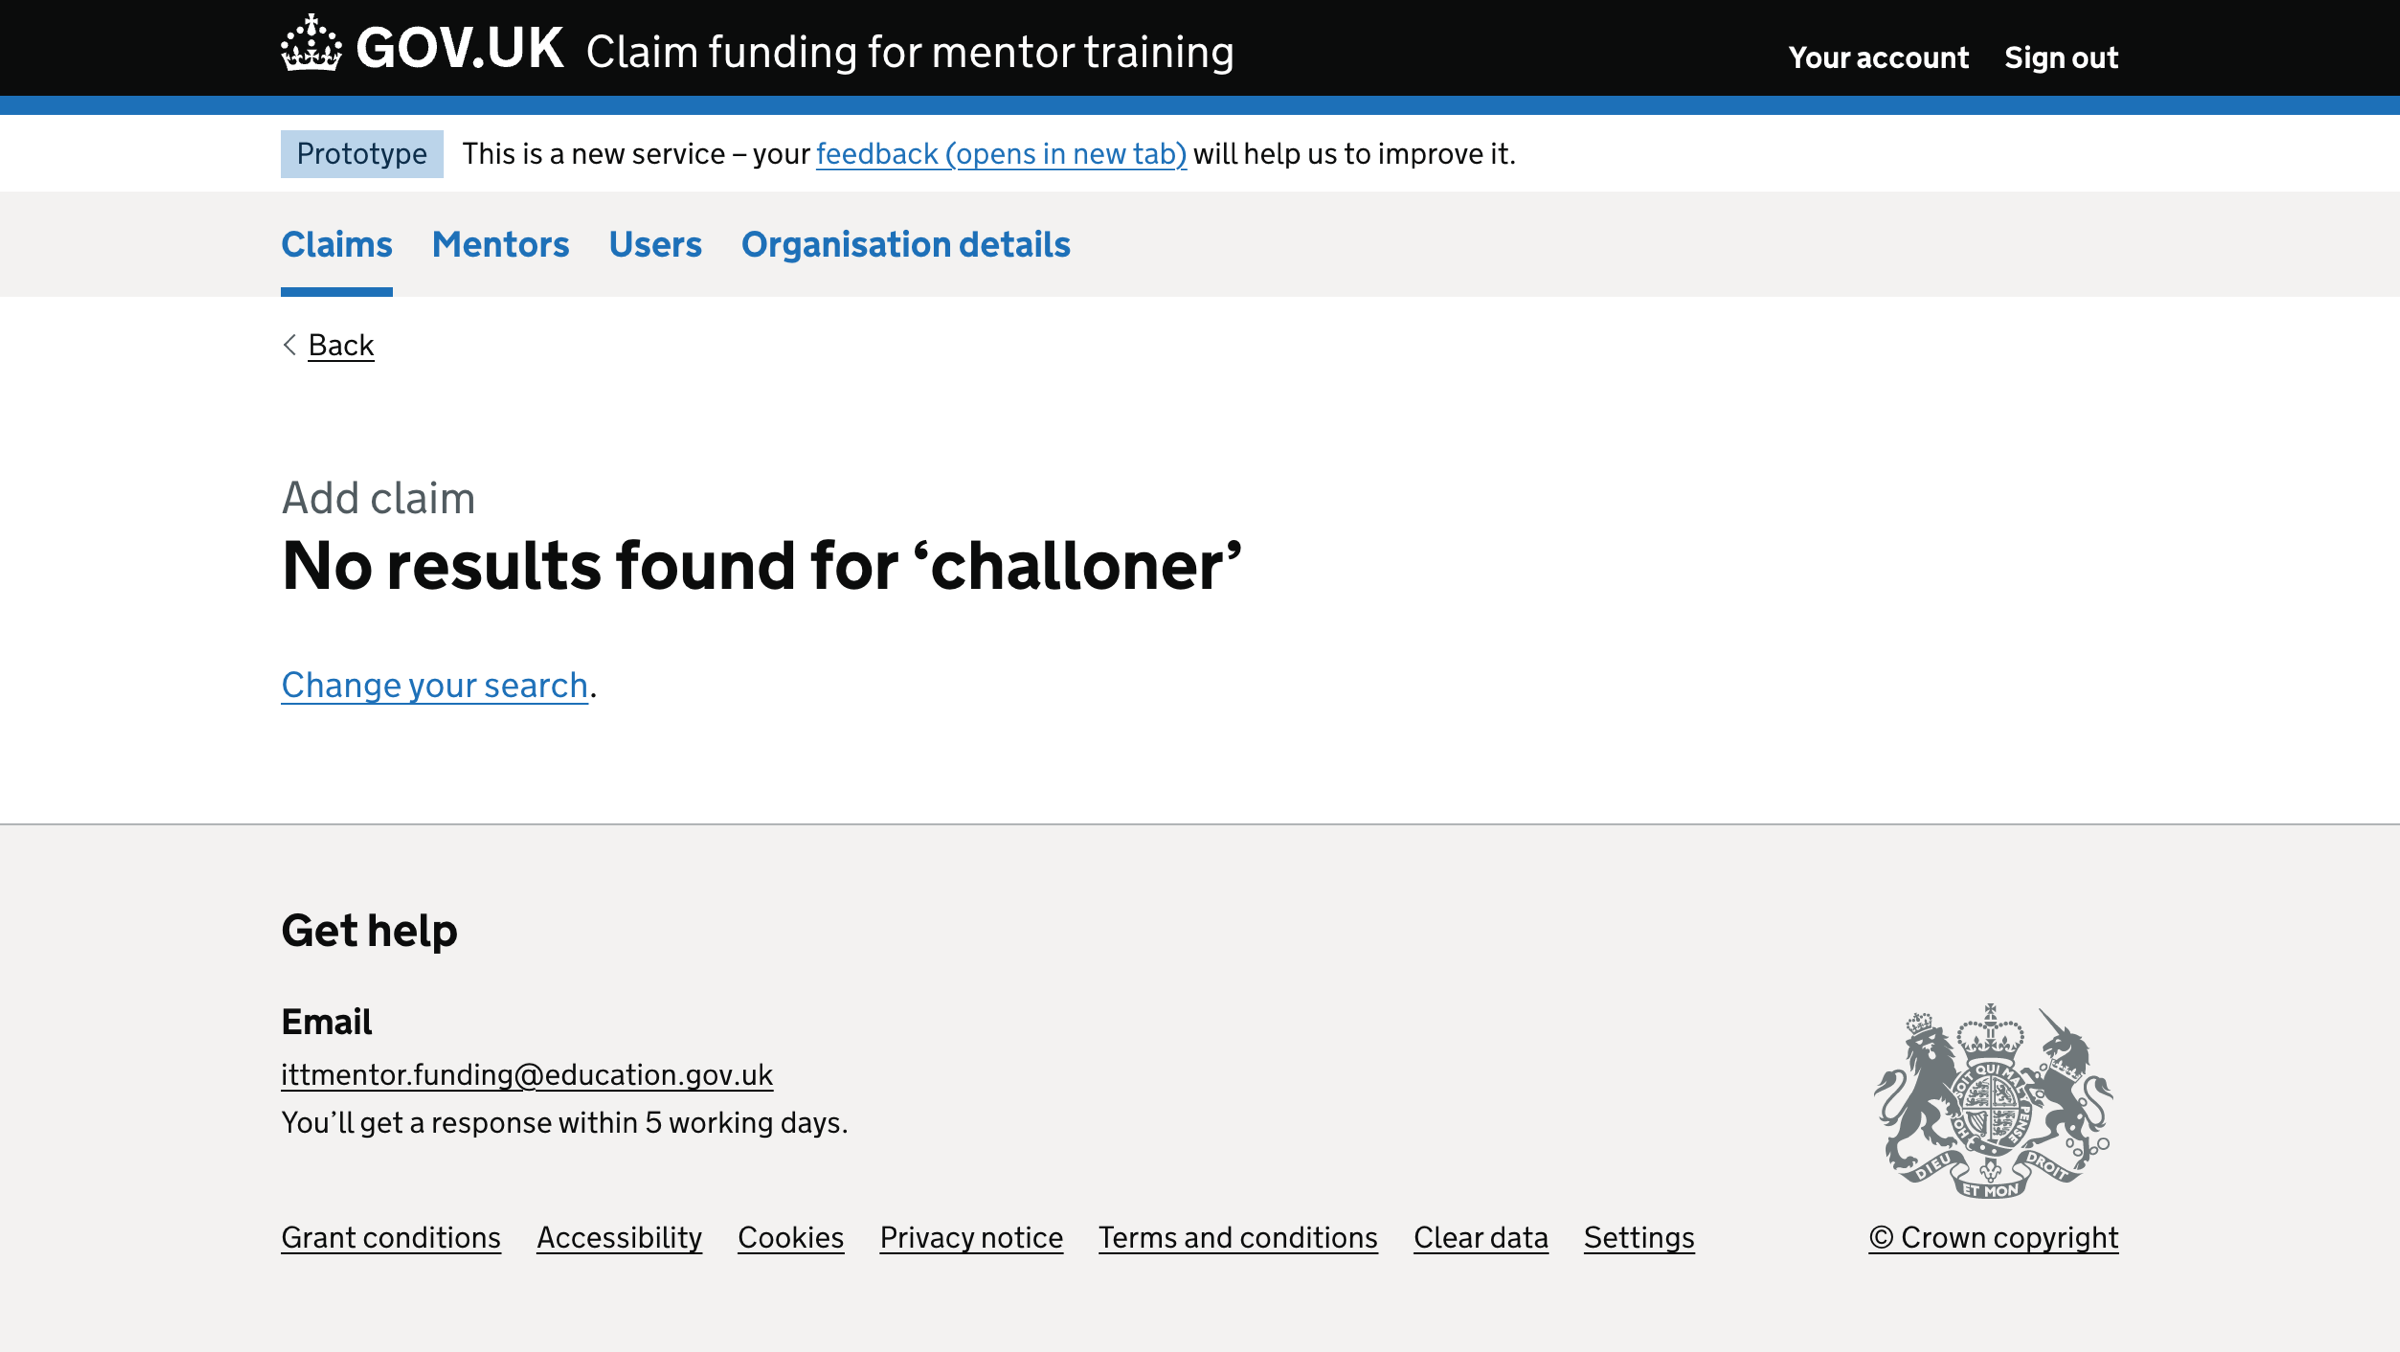 GOV.UK Claim funding for mentor training
Your account Sign out
Prototype This is a new service – your feedback (opens in new tab) will help us to improve it.
Claims Mentors Users Organisation details
Back
Add claim
No results found for ‘challoner’
Change your search.
Get help
Email
ittmentor.funding@education.gov.uk
You’ll get a response within 5 working days.
SOIT QUI MAL PENSE
HO
DIEU ET MON DROIT
Grant conditions Accessibility Cookies Privacy notice Terms and conditions Clear data Settings © Crown copyright